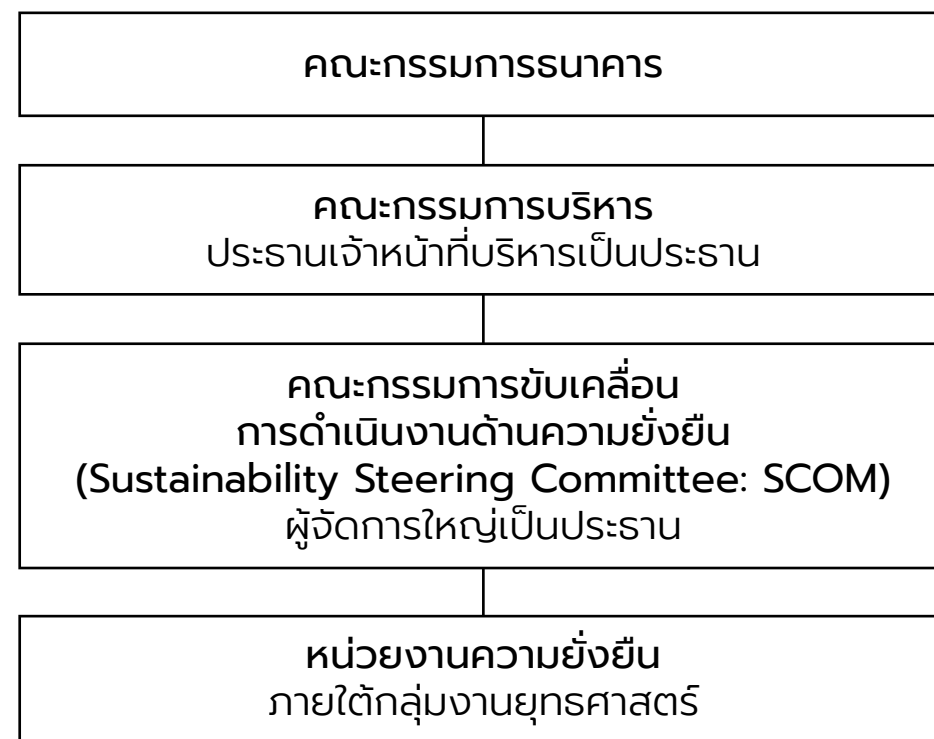 คณะกรรมการธนาคาร
คณะกรรมการบริหาร
ประธานเจ้าหน้าที่บริหารเป็นประธาน
คณะกรรมการขับเคลื่อน
การดำเนินงานด้านความยั่งยืน
(Sustainability Steering Committee: SCOM)
ผู้จัดการใหญ่เป็นประธาน
หน่วยงานความยั่งยืน
ภายใต้กลุ่มงานยุทธศาสตร์